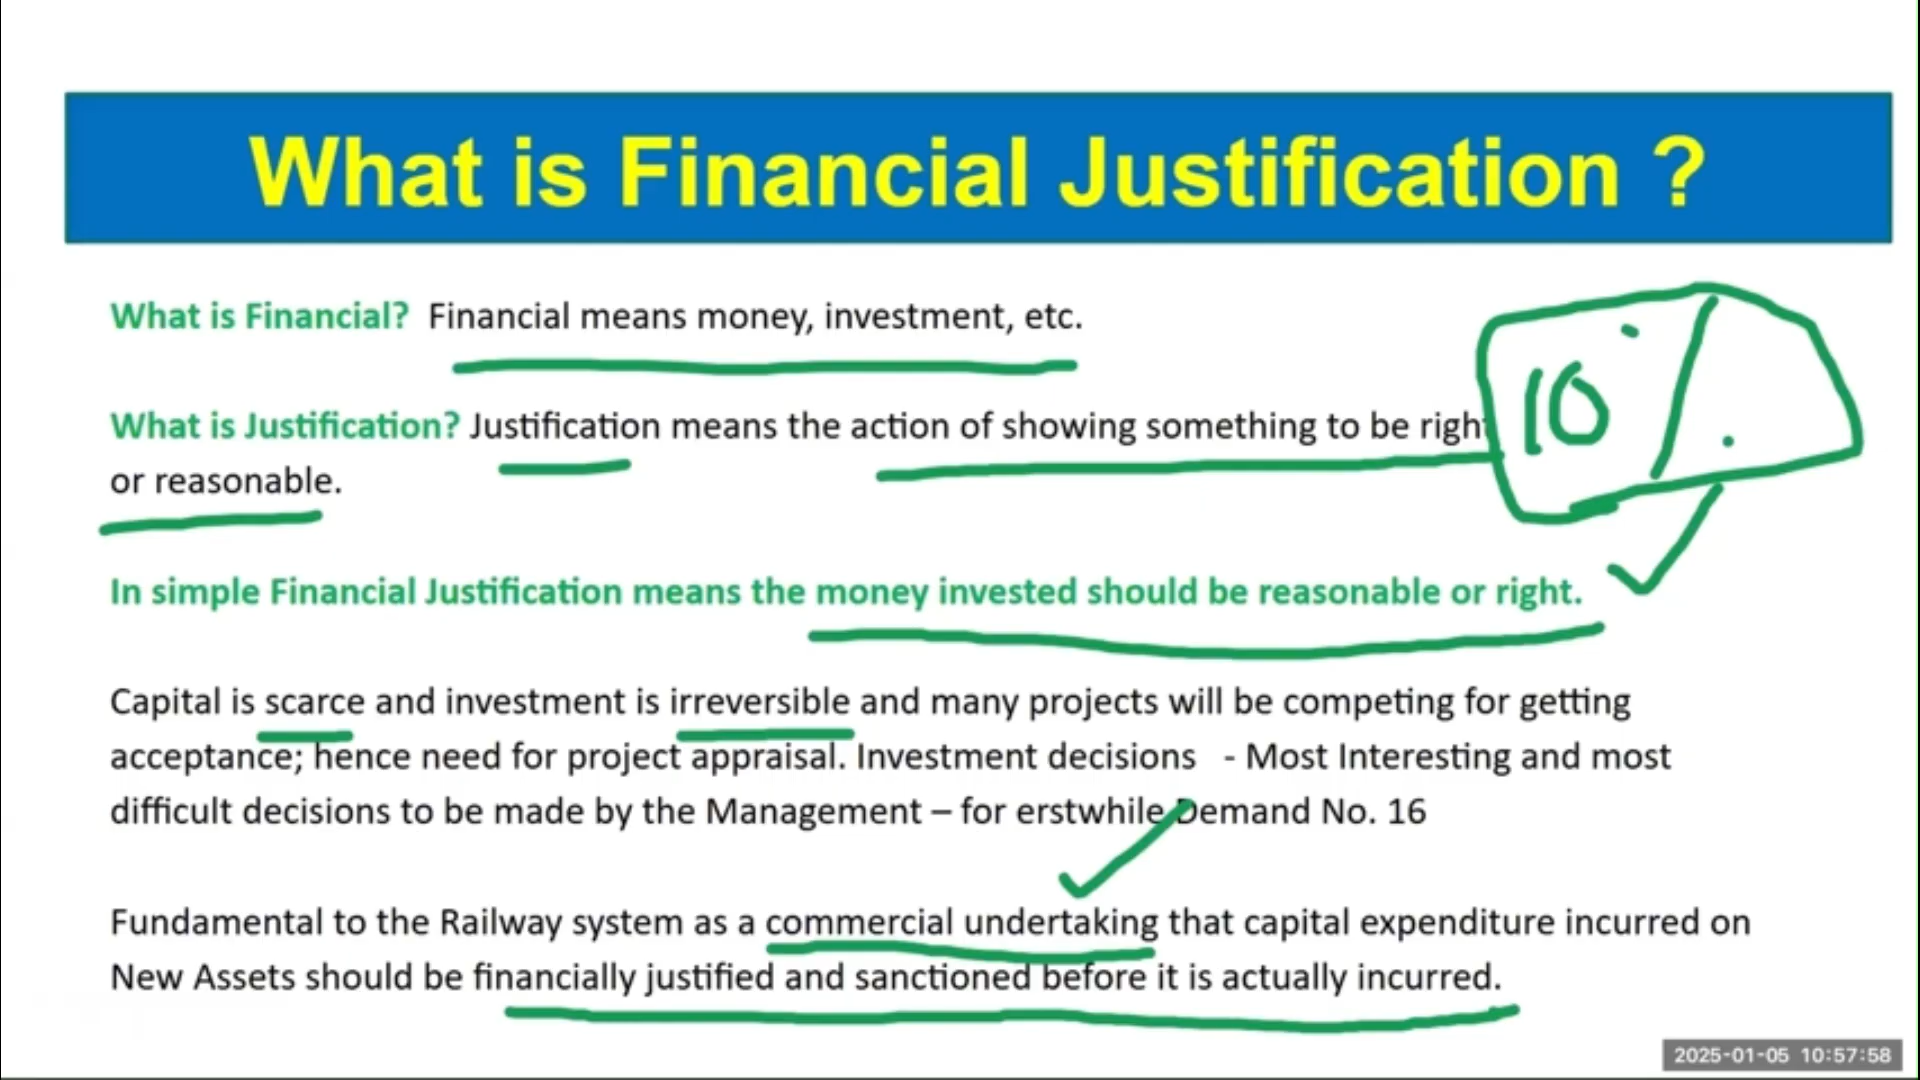 What is Financial Justification ?
What is Financial? Financial means money, investment, etc.
What is Justification? Justification means the action of showing something to be right
or reasonable.
10
In simple Financial Justification means the money invested should be reasonable or right.
Capital is scarce and investment is irreversible and many projects will be competing for getting
acceptance; hence need for project appraisal. Investment decisions - Most Interesting and most
difficult decisions to be made by the Management – for erstwhile Demand No. 16
Fundamental to the Railway system as a commercial undertaking that capital expenditure incurred on
New Assets should be financially justified and sanctioned before it is actually incurred.
2025-01-05 10:57:58